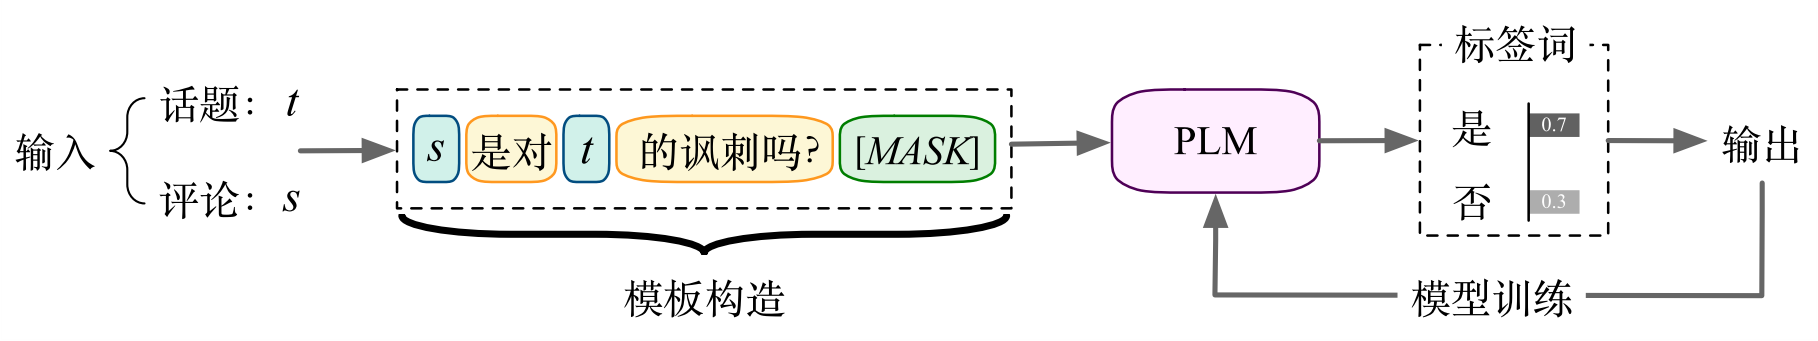 输入
话题: t
评论: s
s 是对 t 的讽刺吗? [MASK]
模板构造
PLM
标签词
是 0.7
否 0.3
输出
模型训练